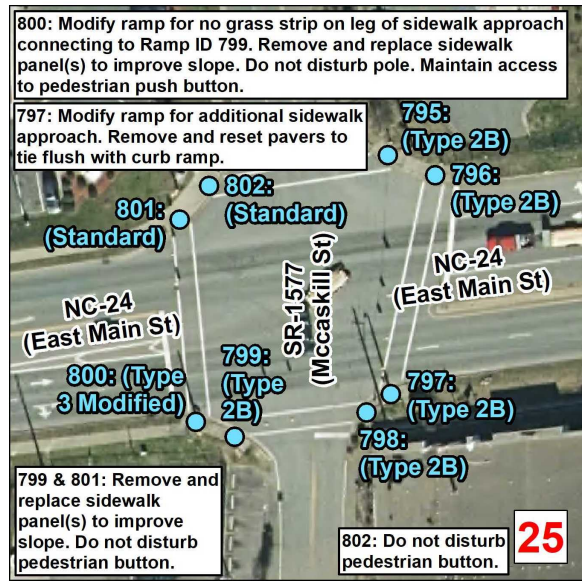 800: Modify ramp for no grass strip on leg of sidewalk approach
connecting to Ramp ID 799. Remove and replace sidewalk
panel(s) to improve slope. Do not disturb pole. Maintain access
to pedestrian push button.
797: Modify ramp for additional sidewalk
approach. Remove and reset pavers to
tie flush with curb ramp.
795:
(Type 2B)
796:
(Type 2B)
802:
(Standard)
801:
(Standard)
NC-24
(East Main St)
NC-24
(East Main St)
SR-1577
(Mccaskill St)
800: (Type
3 Modified)
799:
(Type
2B)
797:
(Type 2B)
798:
(Type 2B)
799 & 801: Remove and
replace sidewalk
panel(s) to improve
slope. Do not disturb
pedestrian button.
802: Do not disturb
pedestrian button.
25